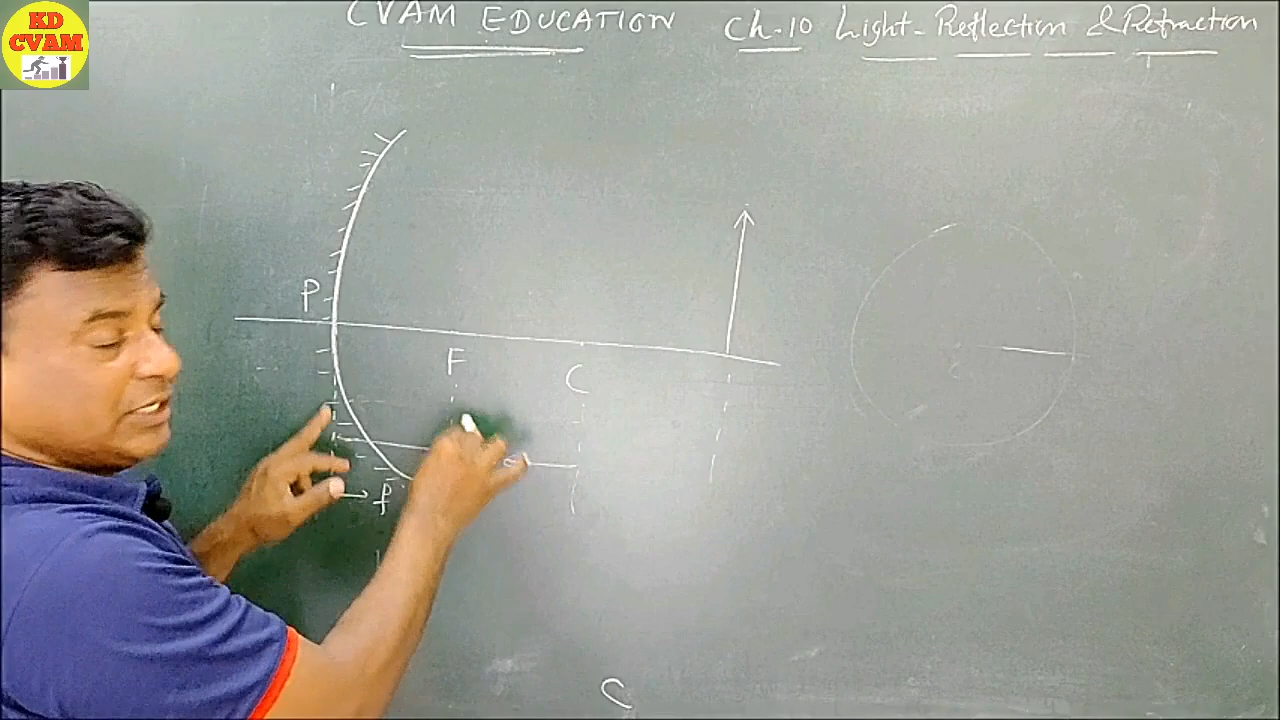 KD
CVAM
CVAM EDUCATION Ch-10 Light-Reflection & Refraction
P
F
C
f
C